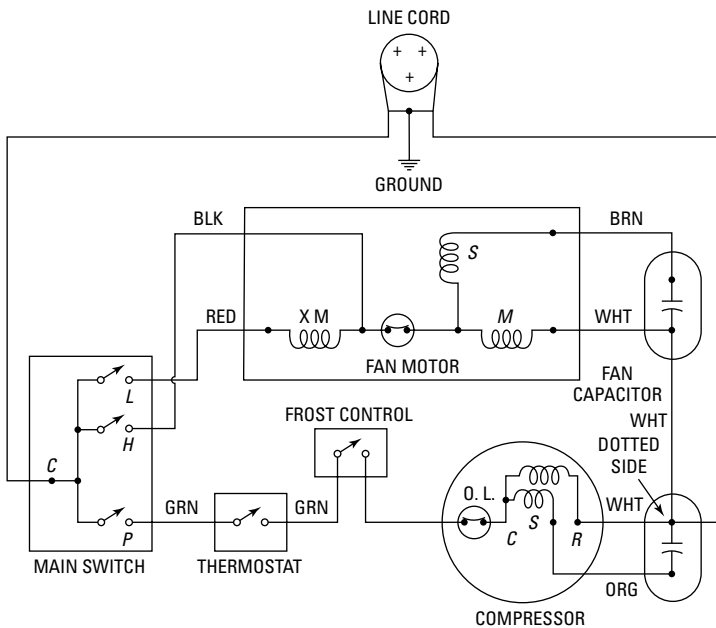 LINE CORD
+ +
+
GROUND
BLK
BRN
S
RED
X M
M
WHT
FAN MOTOR
FAN
CAPACITOR
L
FROST CONTROL
WHT
H
DOTTED
SIDE
C
O. L.
GRN
GRN
WHT
P
C
S
R
MAIN SWITCH
THERMOSTAT
ORG
COMPRESSOR